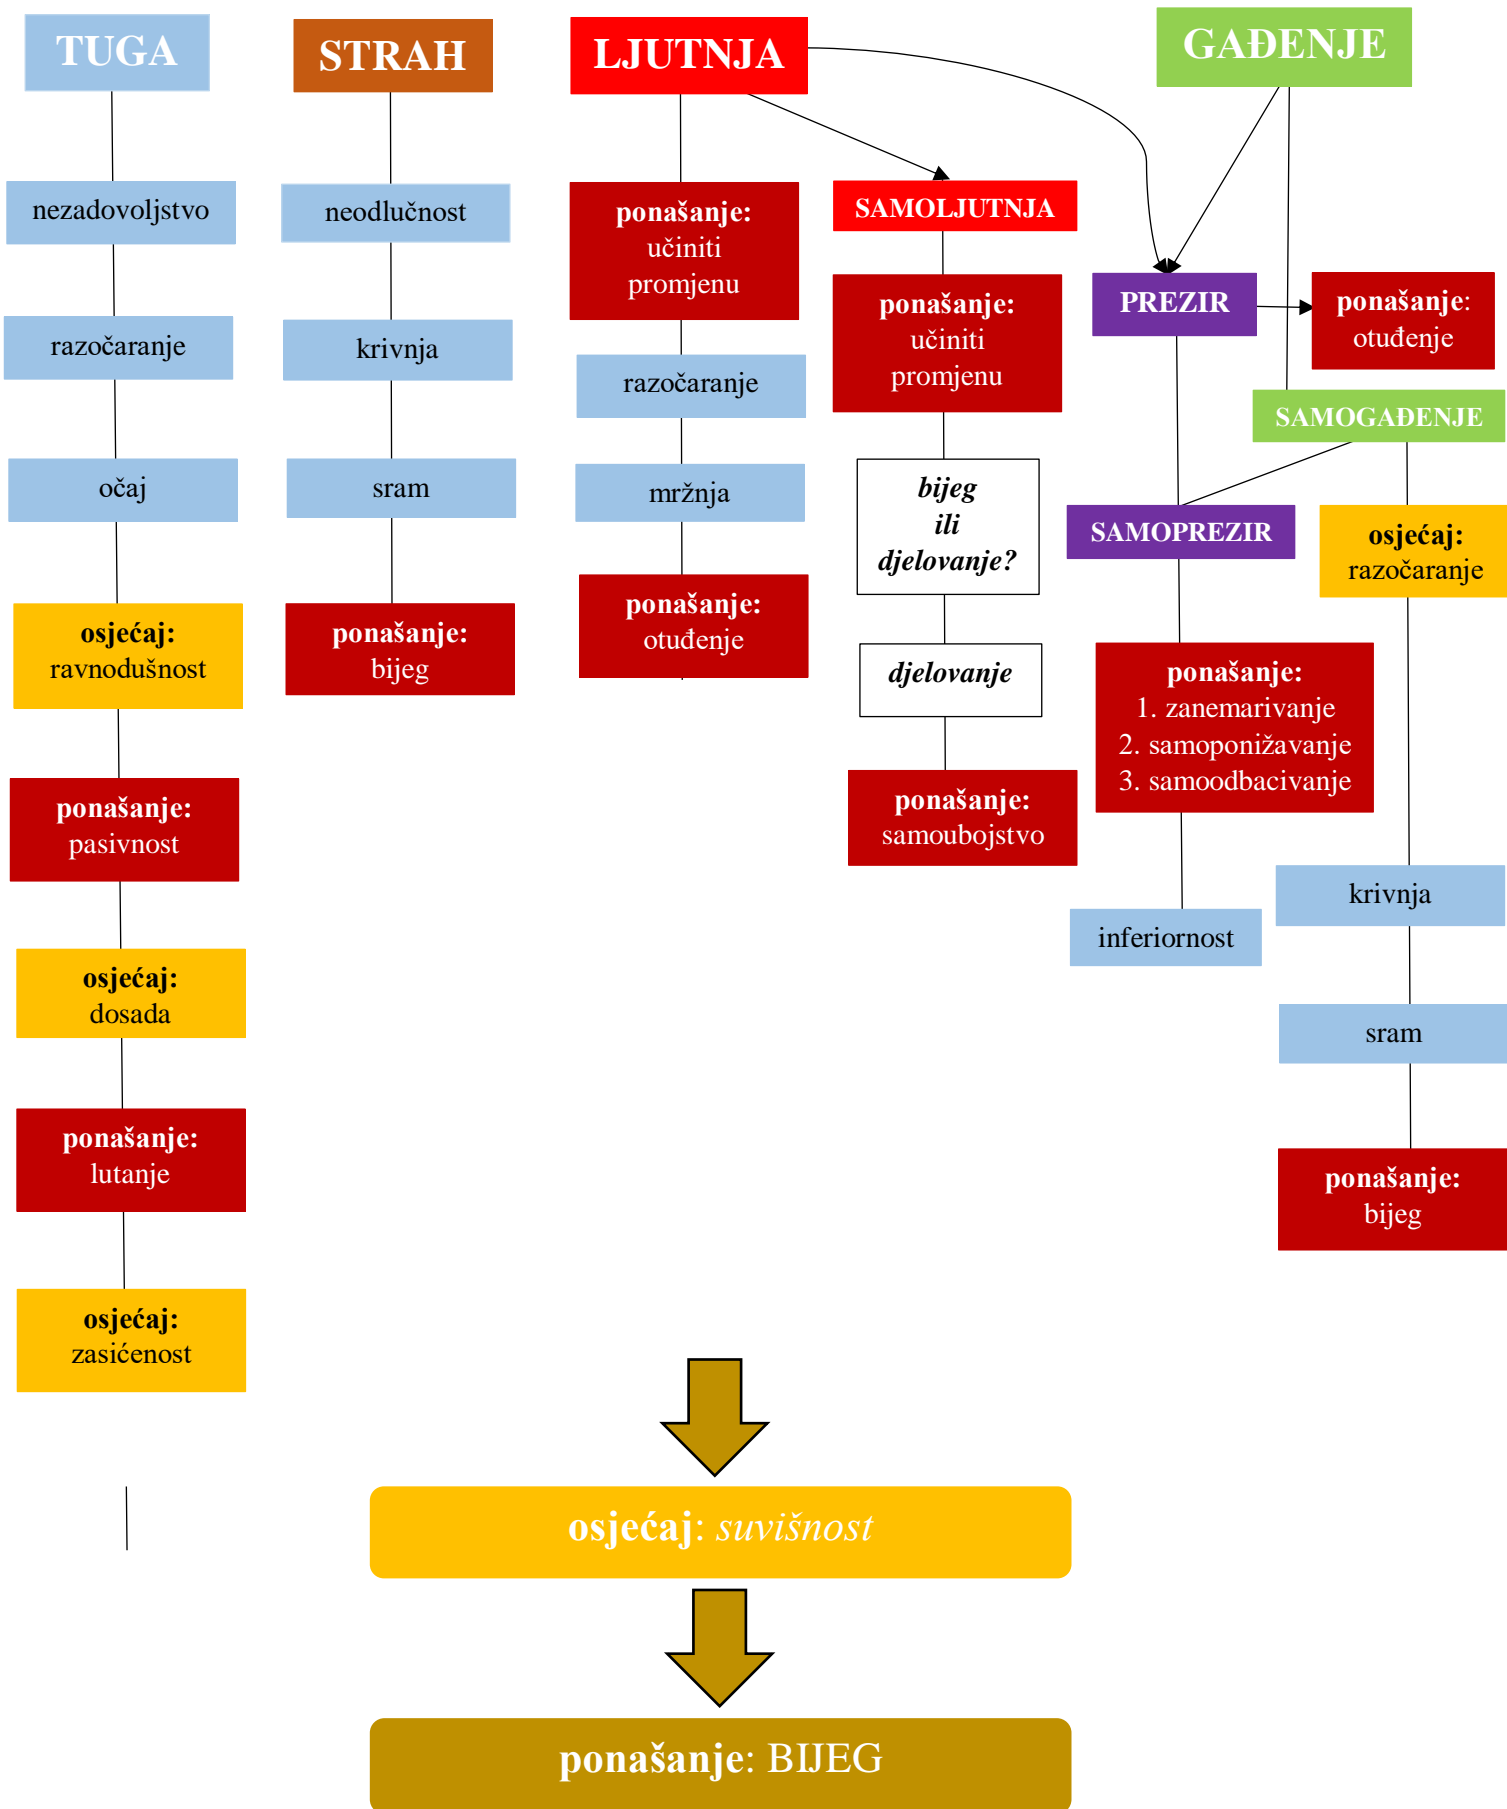 TUGA
nezadovoljstvo
razočaranje
očaj
osjećaj:
ravnodušnost
ponašanje:
pasivnost
osjećaj:
dosada
ponašanje:
lutanje
osjećaj:
zasićenost
STRAH
neodlučnost
krivnja
sram
ponašanje:
bijeg
LJUTNJA
ponašanje:
učiniti
promjenu
razočaranje
mržnja
ponašanje:
otuđenje
SAMOLJUTNJA
ponašanje:
učiniti
promjenu
bijeg
ili
djelovanje?
djelovanje
ponašanje:
samoubojstvo
GAĐENJE
PREZIR
ponašanje:
otuđenje
SAMOGAĐENJE
SAMOPREZIR
ponašanje:
1. zanemarivanje
2. samoponižavanje
3. samoodbacivanje
inferiornost
osjećaj:
razočaranje
krivnja
sram
ponašanje:
bijeg
osjećaj: suvišnost
ponašanje: BIJEG